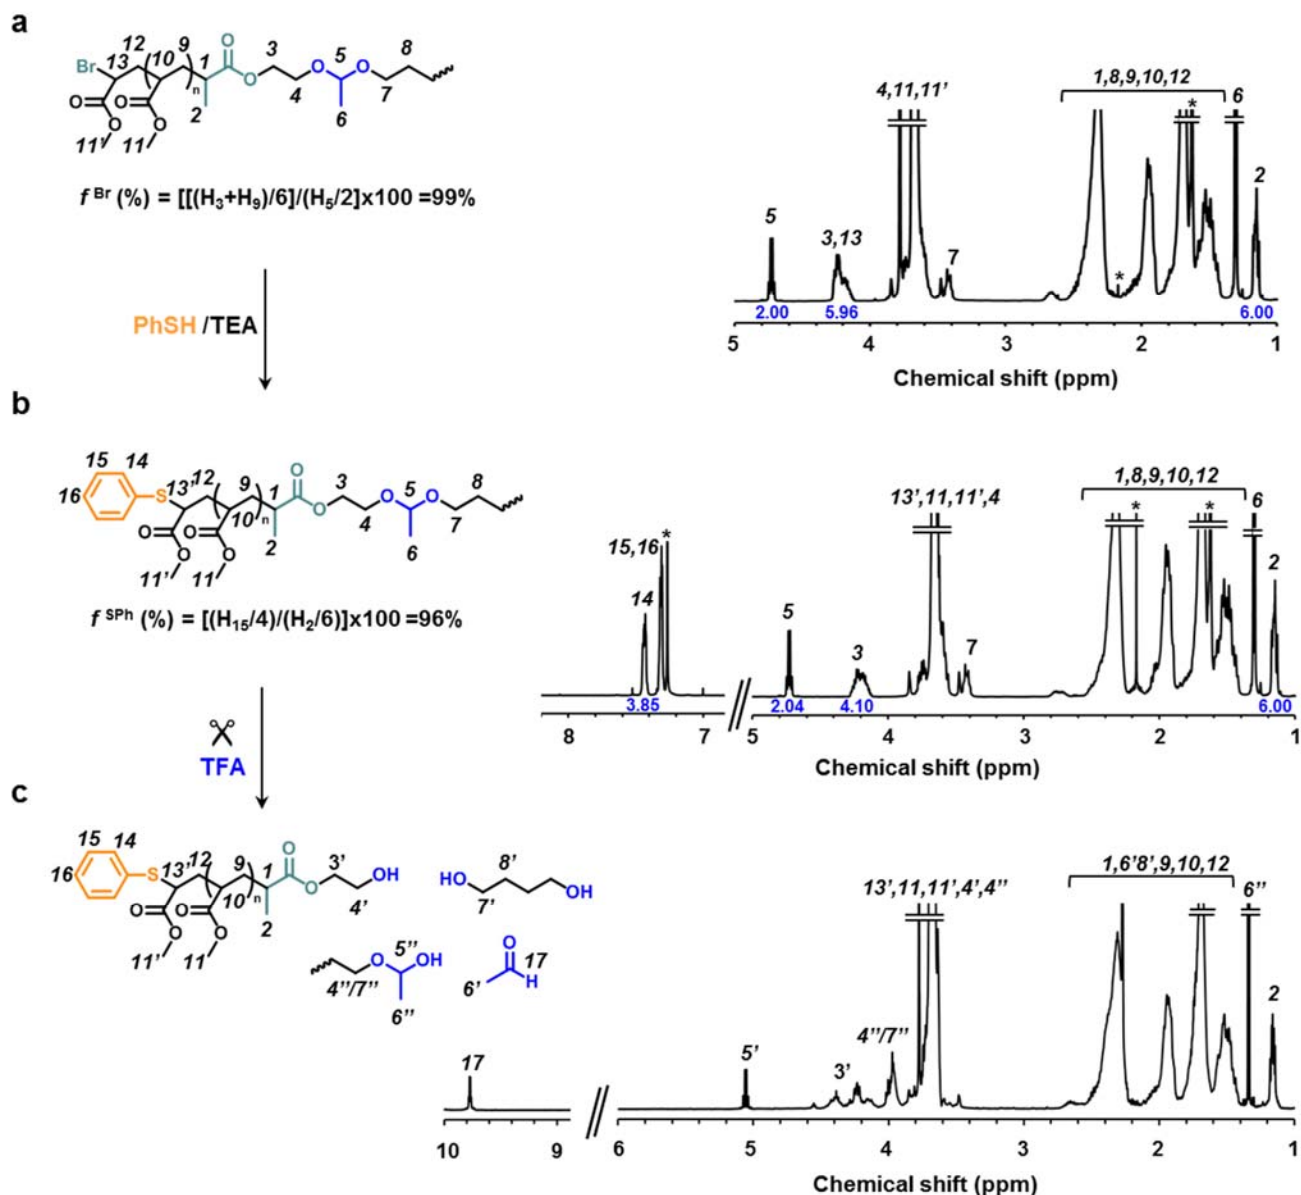 a
12 9 O 3 5 8
Br 13 10 1 O O O
n 4 7
O O 2 6
O O
11' 11
f Br (%) = [[[(H3+H9)/6]/(H5/2]x100 =99%
PhSH /TEA
4,11,11'
1,8,9,10,12
6
*
2
5
3,13
7
*
2.00 5.96 6.00
5 4 3 2 1
Chemical shift (ppm)
b
15 14
16 S 13' 12 9 1 O 3 5 8
10 n O O O
4 7
O O 2 6
O O
11' 11
f SPh (%) = [(H15/4)/(H2/6)]x100 =96%
13',11,11',4
1,8,9,10,12
6
* *
15,16 *
14
5
3
7
2
3.85 2.04 4.10 6.00
8 7 5 4 3 2 1
Chemical shift (ppm)
TFA
c
15 14
16 S 13' 12 9 1 O 3' OH
10 n O 4'
O O 2
O O
11' 11
HO 8' OH
7'
5'' OH
O
4''/7''
6''
O
17
6' H
13',11,11',4',4''
1,6'8',9,10,12
6''
2
4''/7''
17
5'
3'
10 9 6 5 4 3 2 1
Chemical shift (ppm)